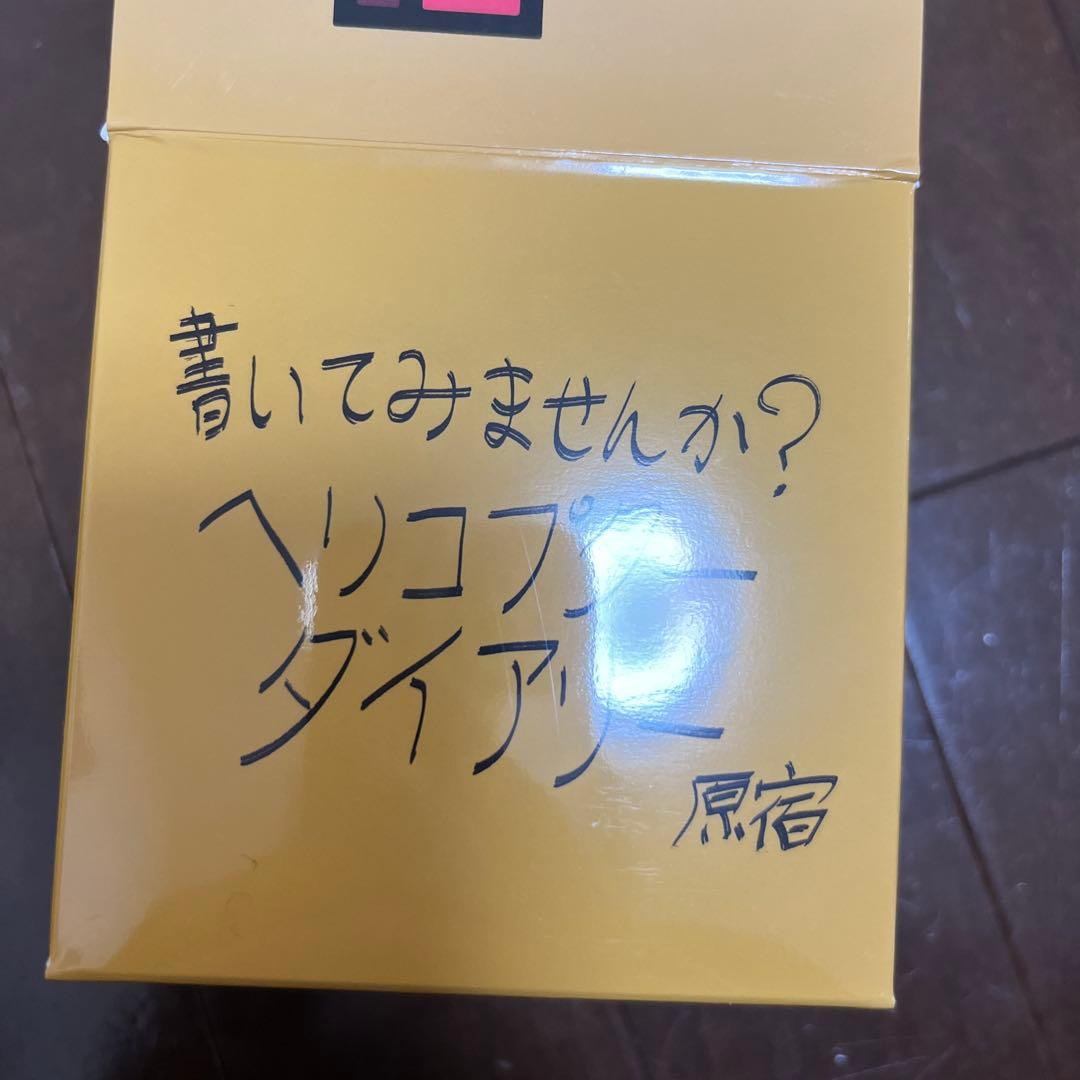 書いてみませんか?
ヘリコプター
ダイアリー
原宿